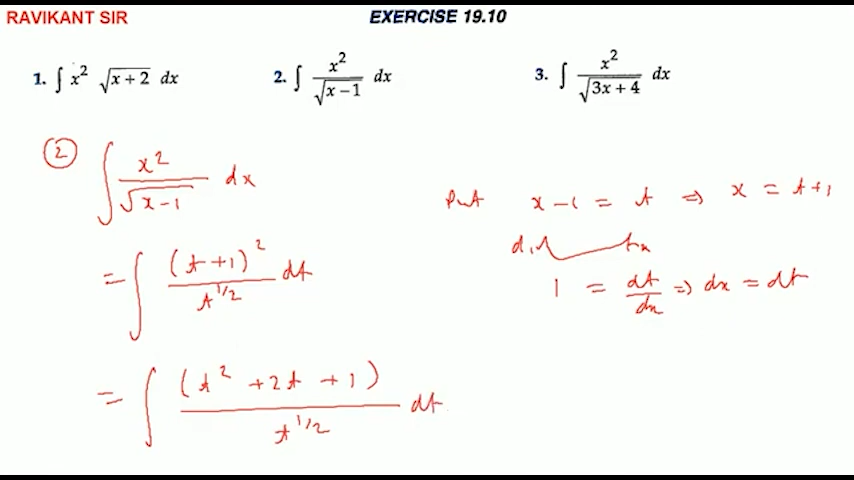 RAVIKANT SIR
EXERCISE 19.10
1. ∫ x² √(x + 2) dx 2. ∫ x²/√(x − 1) dx 3. ∫ x²/√(3x + 4) dx
② ∫ x²/√(x−1) dx
Put x−1 = t ⇒ x = t+1
= ∫ (t+1)²/t^1/2 dt
1 = dt/dx ⇒ dx = dt
= ∫ (t² + 2t + 1)/t^1/2 dt